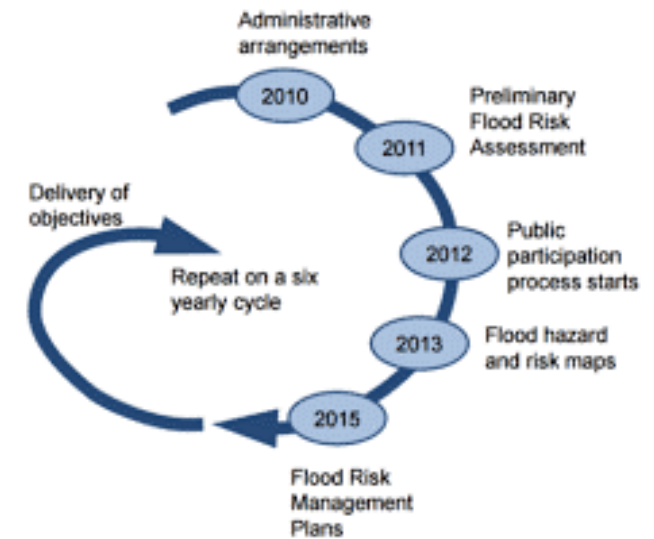 Administrative
arrangements
2010
Preliminary
Flood Risk
Assessment
2011
Public
participation
process starts
2012
Flood hazard
and risk maps
2013
2015
Flood Risk
Management
Plans
Delivery of
objectives
Repeat on a six
yearly cycle